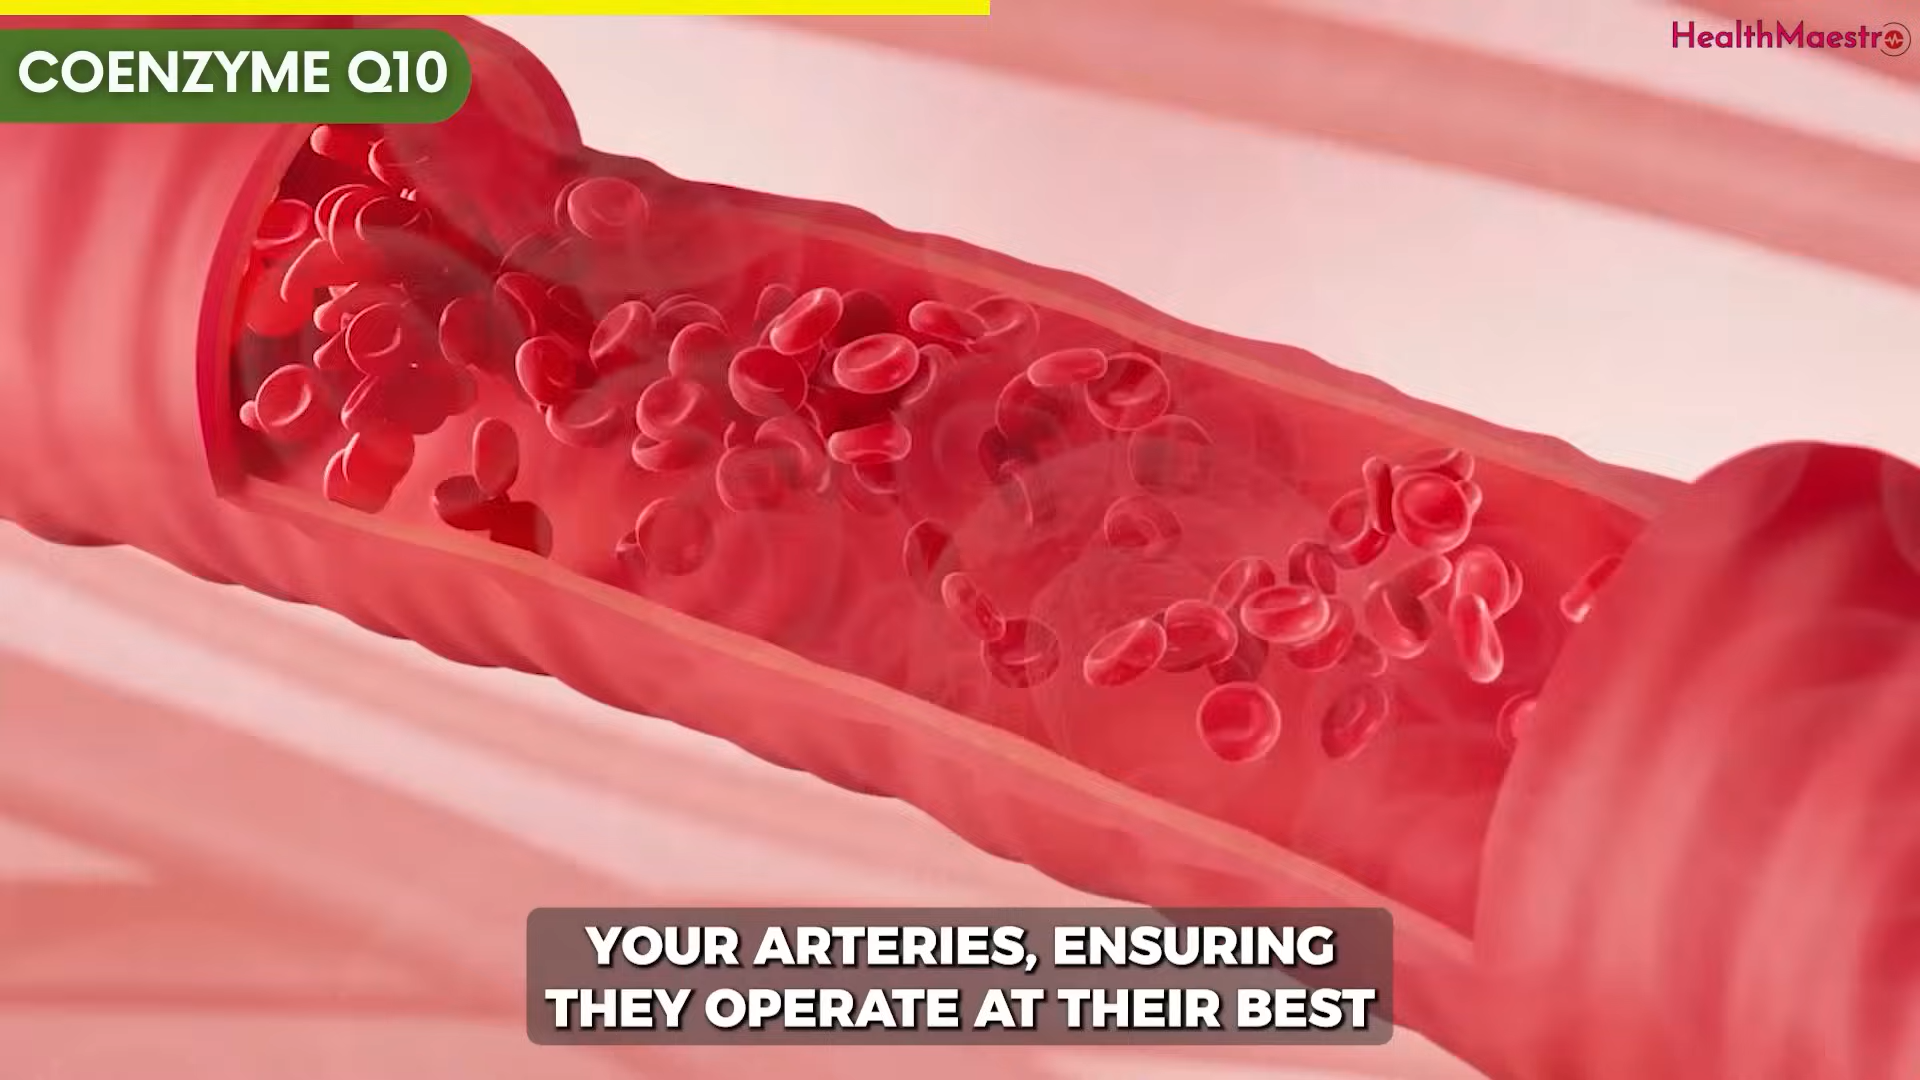 COENZYME Q10
HealthMaestro
YOUR ARTERIES, ENSURING
THEY OPERATE AT THEIR BEST